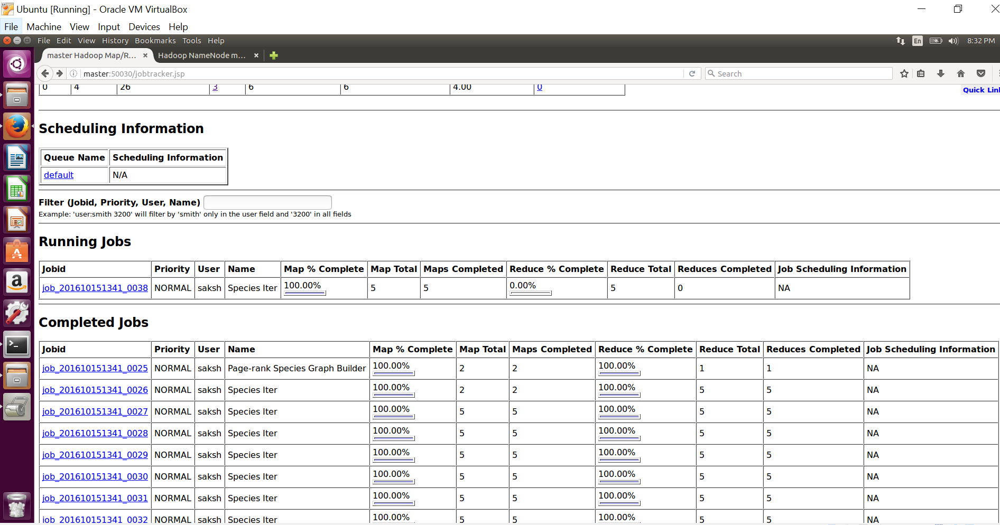 Ubuntu [Running] - Oracle VM VirtualBox
File Machine View Input Devices Help
File Edit View History Bookmarks Tools Help En 8:32 PM
master Hadoop Map/R... Hadoop NameNode m...
master:50030/jobtracker.jsp Search
0 4 26 3 6 6 4.00 0
Quick Lin
Scheduling Information
Queue Name Scheduling Information
default N/A
Filter (Jobid, Priority, User, Name)
Example: 'user:smith 3200' will filter by 'smith' only in the user field and '3200' in all fields
Running Jobs
Jobid Priority User Name Map % Complete Map Total Maps Completed Reduce % Complete Reduce Total Reduces Completed Job Scheduling Information
job_201610151341_0038 NORMAL saksh Species Iter 100.00% 5 5 0.00% 5 0 NA
Completed Jobs
Jobid Priority User Name Map % Complete Map Total Maps Completed Reduce % Complete Reduce Total Reduces Completed Job Scheduling Information
job_201610151341_0025 NORMAL saksh Page-rank Species Graph Builder 100.00% 2 2 100.00% 1 1 NA
job_201610151341_0026 NORMAL saksh Species Iter 100.00% 2 2 100.00% 5 5 NA
job_201610151341_0027 NORMAL saksh Species Iter 100.00% 5 5 100.00% 5 5 NA
job_201610151341_0028 NORMAL saksh Species Iter 100.00% 5 5 100.00% 5 5 NA
job_201610151341_0029 NORMAL saksh Species Iter 100.00% 5 5 100.00% 5 5 NA
job_201610151341_0030 NORMAL saksh Species Iter 100.00% 5 5 100.00% 5 5 NA
job_201610151341_0031 NORMAL saksh Species Iter 100.00% 5 5 100.00% 5 5 NA
job_201610151341_0032 NORMAL saksh Species Iter 100.00% 5 5 100.00% 5 5 NA